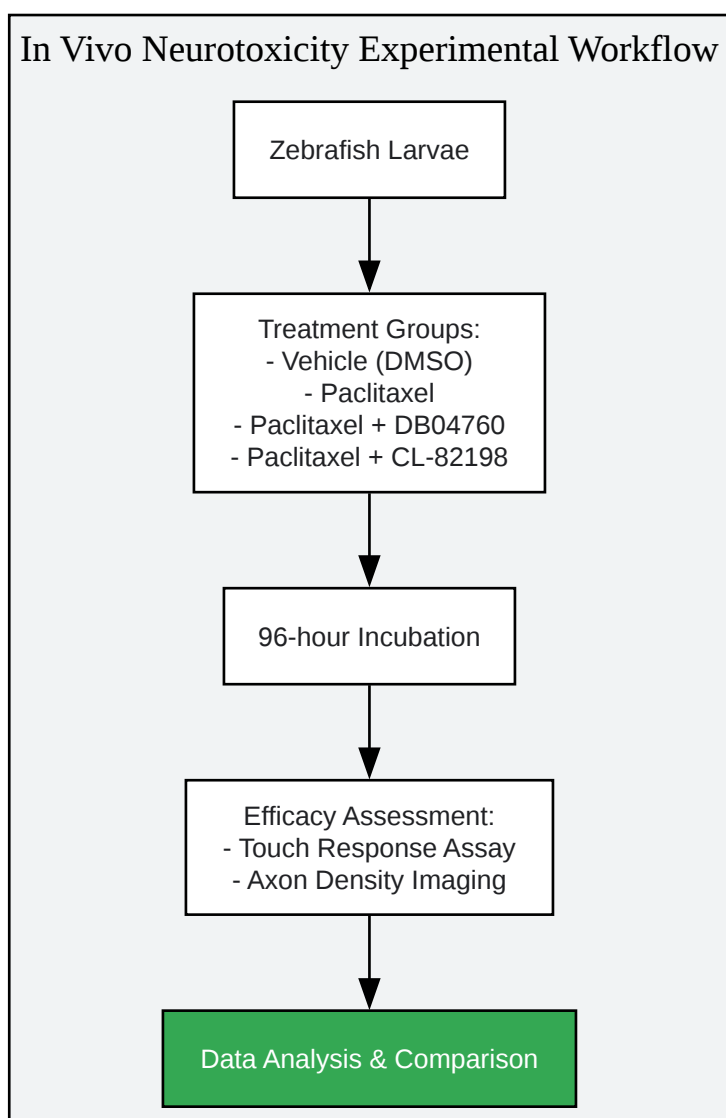 In Vivo Neurotoxicity Experimental Workflow
Zebrafish Larvae
Treatment Groups:
- Vehicle (DMSO)
- Paclitaxel
- Paclitaxel + DB04760
- Paclitaxel + CL-82198
96-hour Incubation
Efficacy Assessment:
- Touch Response Assay
- Axon Density Imaging
Data Analysis & Comparison